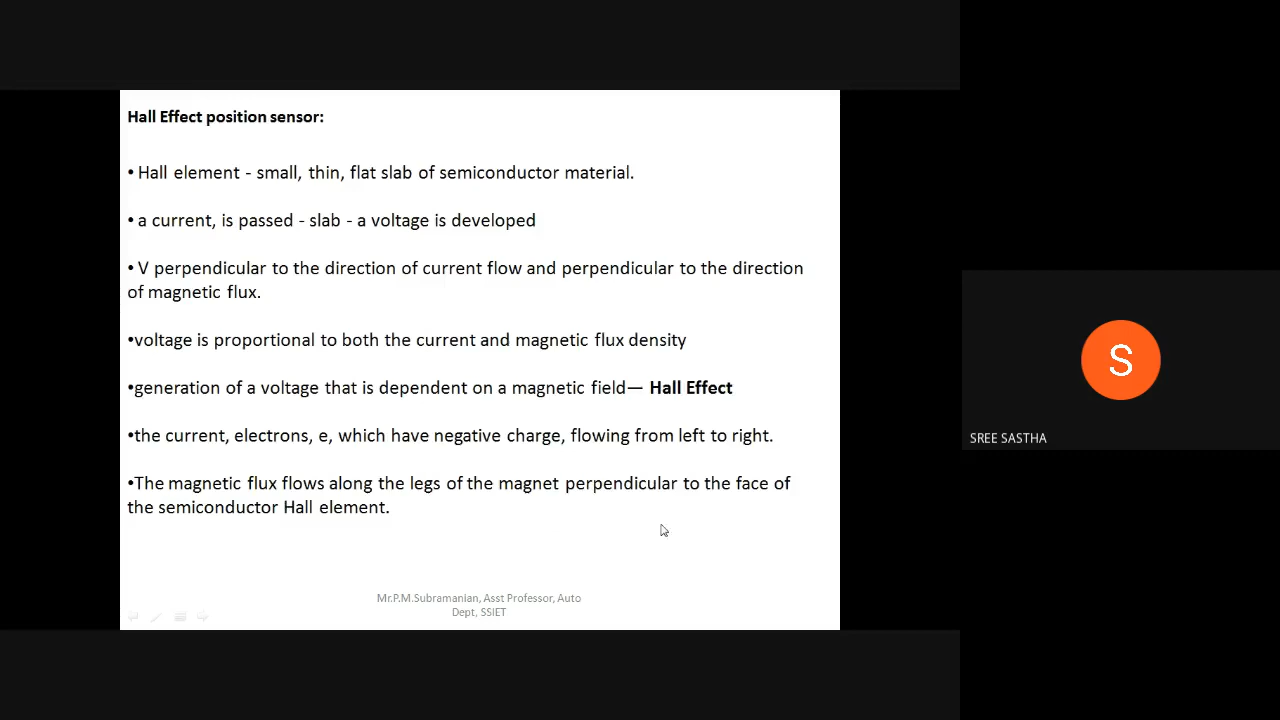 Hall Effect position sensor:
• Hall element - small, thin, flat slab of semiconductor material.
• a current, is passed - slab - a voltage is developed
• V perpendicular to the direction of current flow and perpendicular to the direction
of magnetic flux.
•voltage is proportional to both the current and magnetic flux density
•generation of a voltage that is dependent on a magnetic field— Hall Effect
•the current, electrons, e, which have negative charge, flowing from left to right.
•The magnetic flux flows along the legs of the magnet perpendicular to the face of
the semiconductor Hall element.
Mr.P.M.Subramanian, Asst Professor, Auto
Dept, SSIET
S
SREE SASTHA